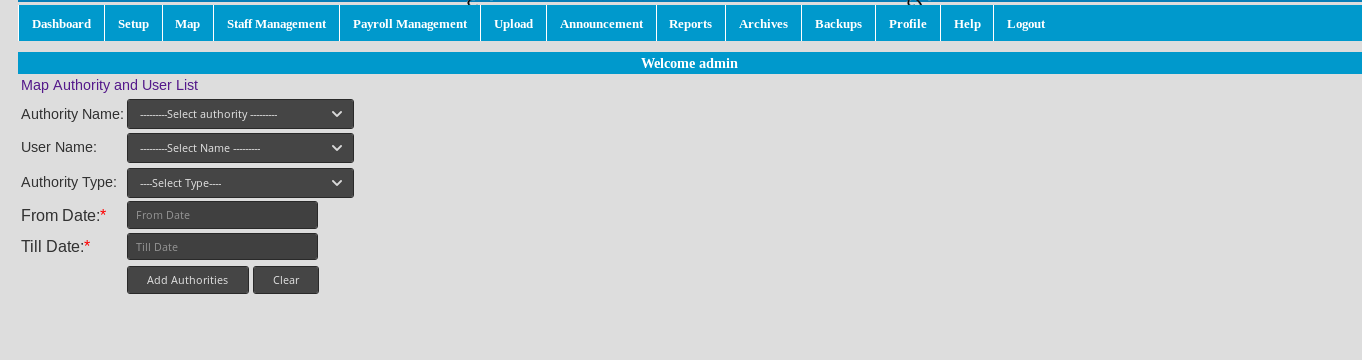 Dashboard Setup Map Staff Management Payroll Management Upload Announcement Reports Archives Backups Profile Help Logout
Welcome admin
Map Authority and User List
Authority Name: ---------Select authority ---------
User Name: ---------Select Name ---------
Authority Type: ----Select Type----
From Date:* From Date
Till Date:* Till Date
Add Authorities Clear